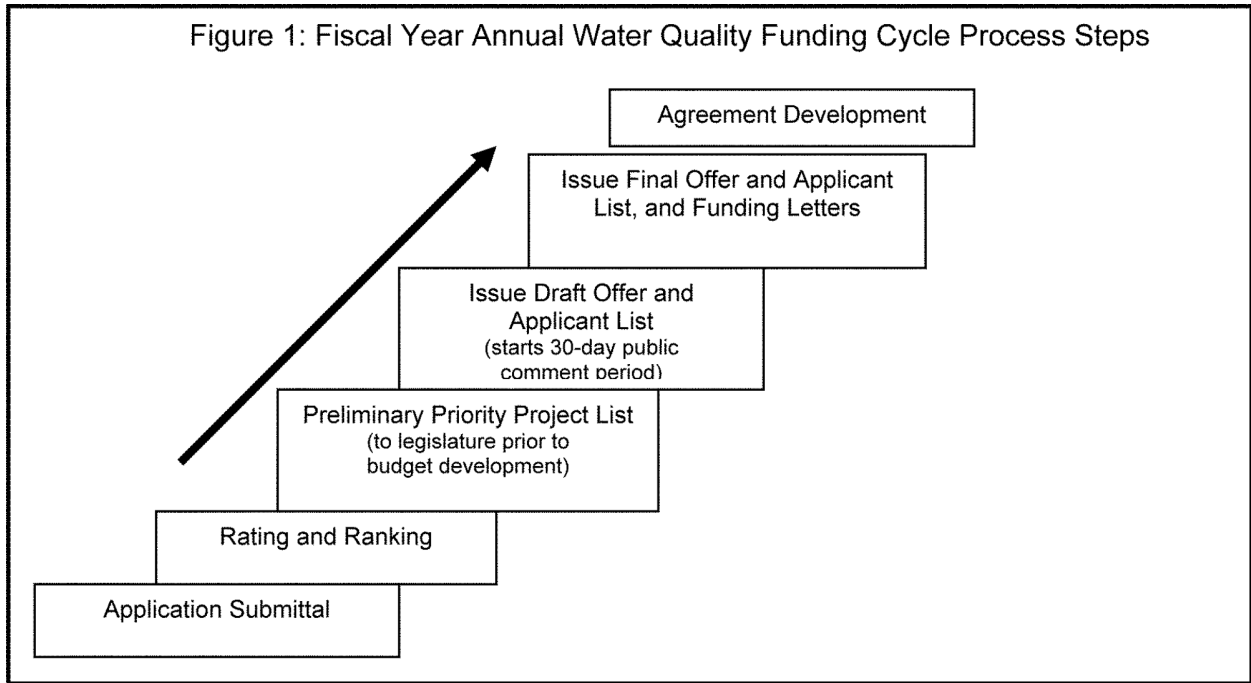 Figure 1: Fiscal Year Annual Water Quality Funding Cycle Process Steps
Agreement Development
Issue Final Offer and Applicant
List, and Funding Letters
Issue Draft Offer and
Applicant List
(starts 30-day public
comment period)
Preliminary Priority Project List
(to legislature prior to
budget development)
Rating and Ranking
Application Submittal